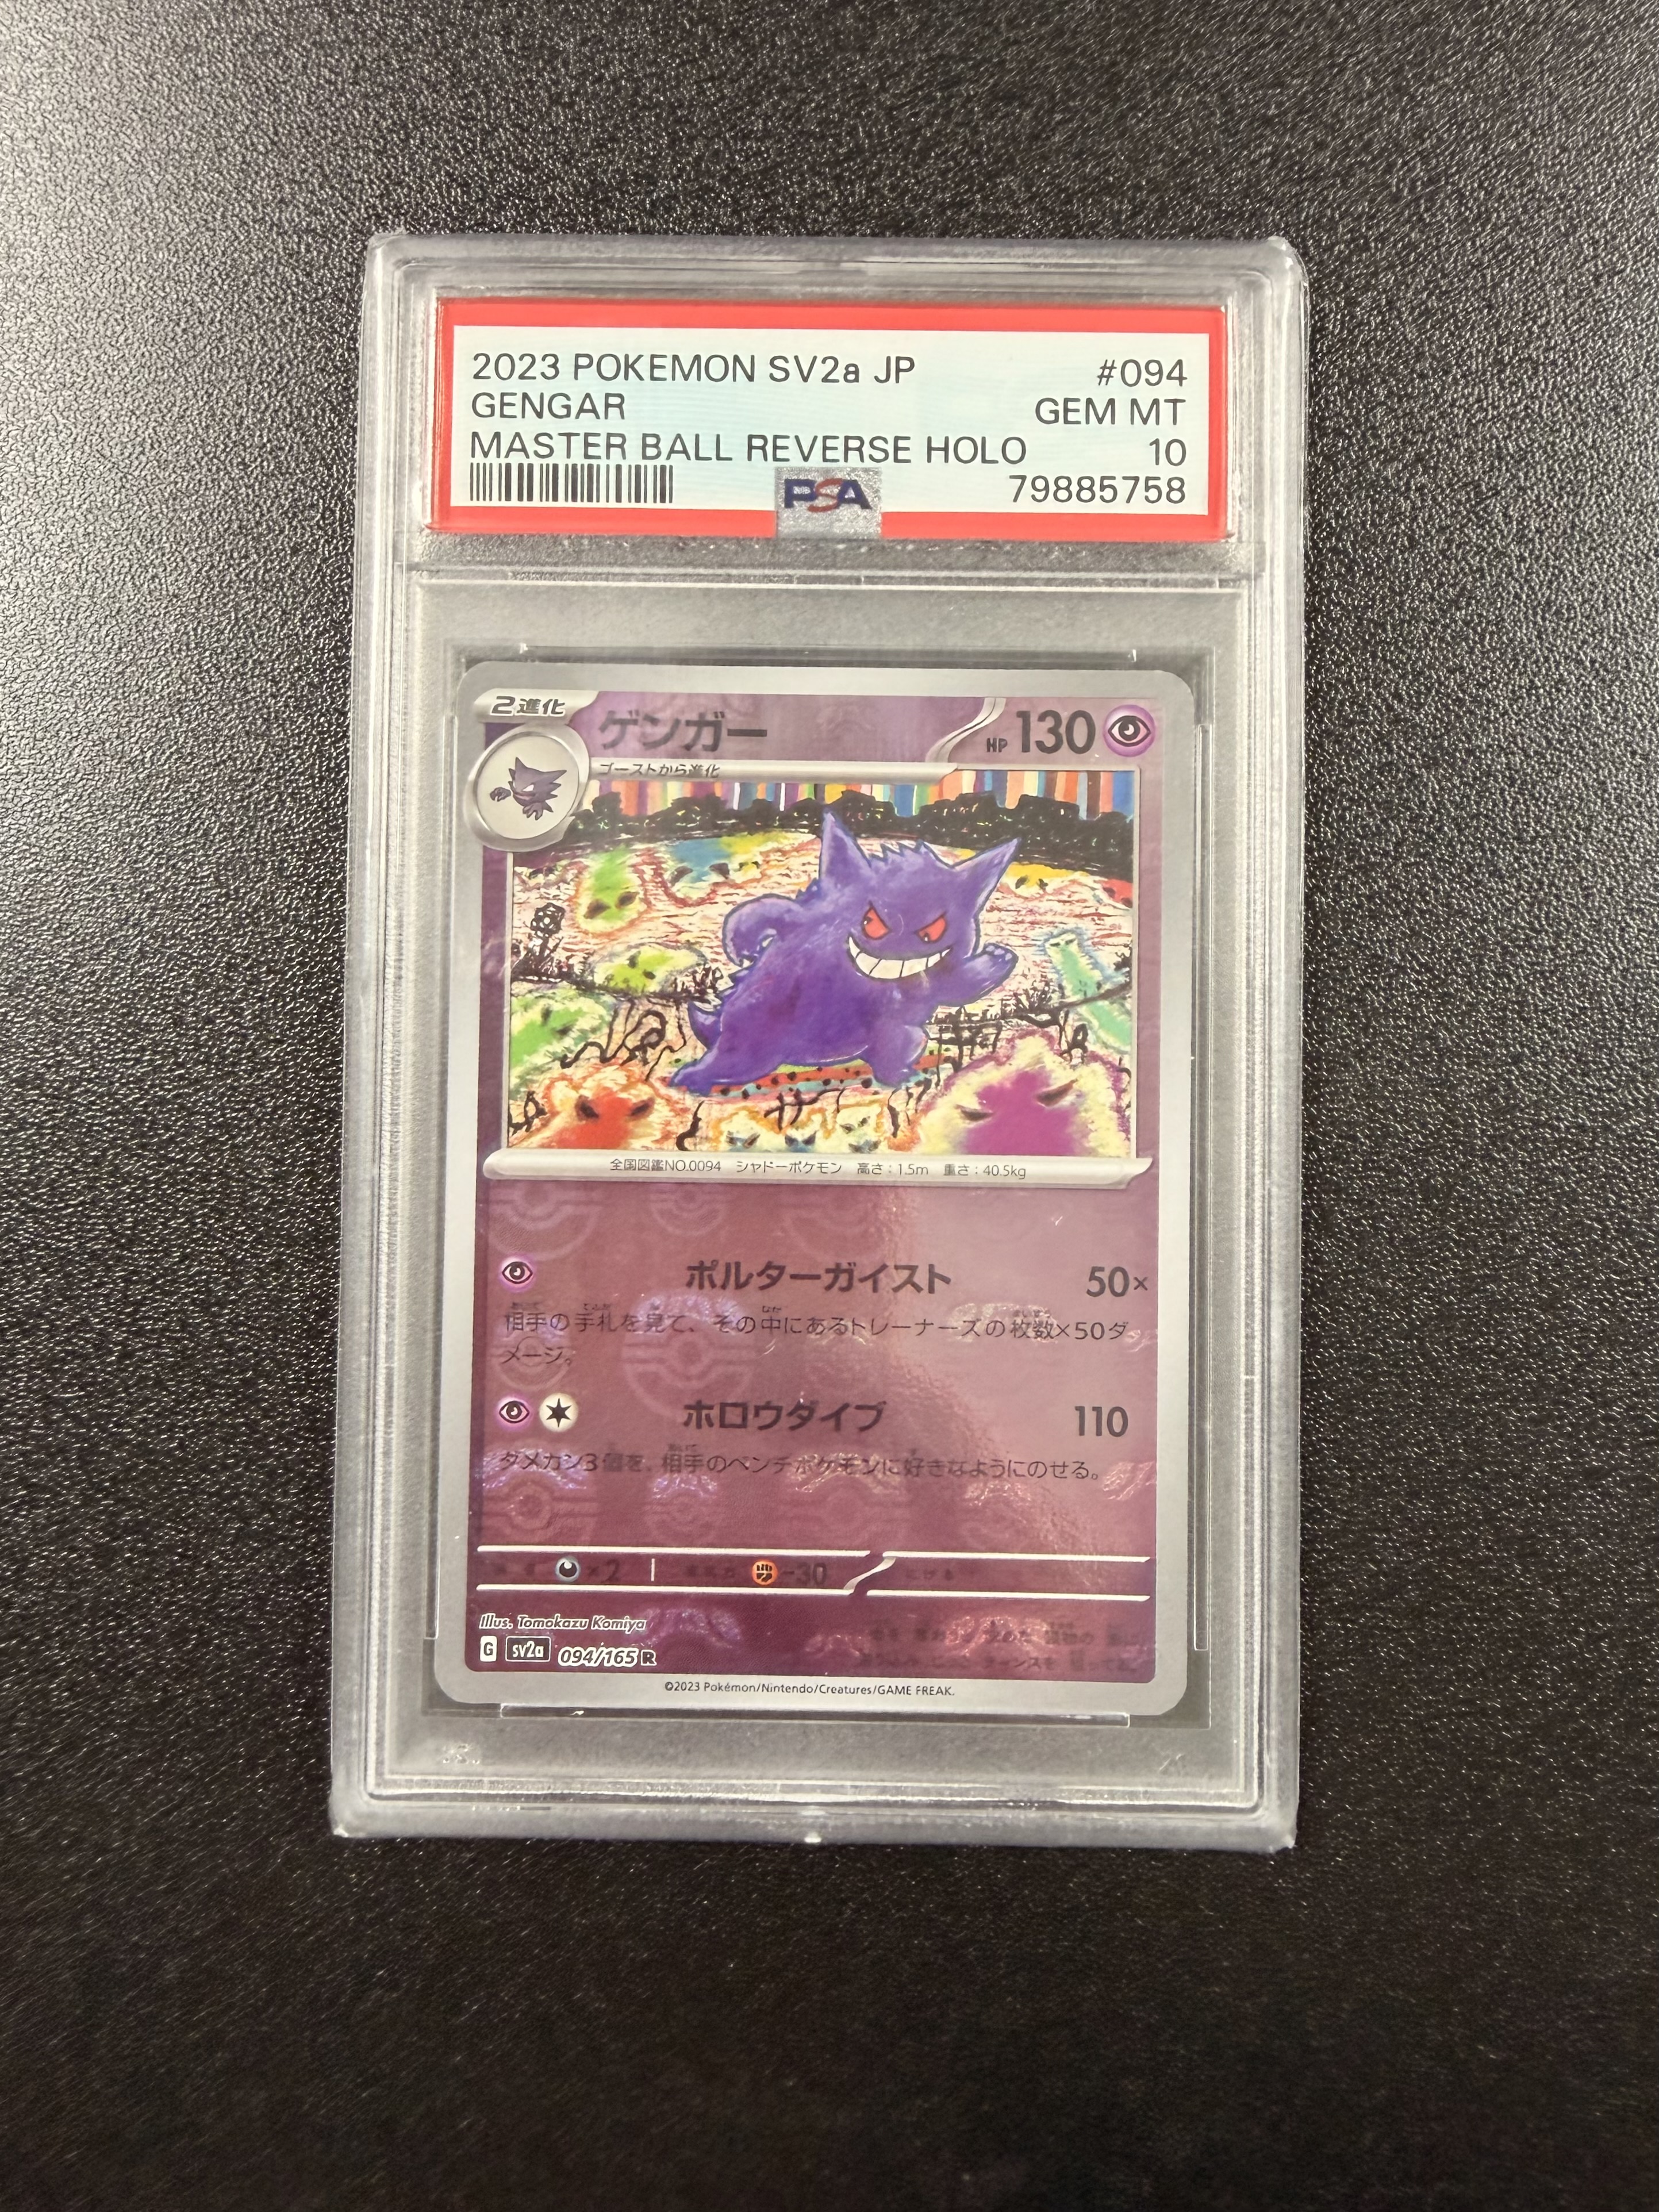 2023 POKEMON SV2a JP #094
GENGAR GEM MT
MASTER BALL REVERSE HOLO 10
PSA 79885758
2進化 ゲンガー HP 130
ゴーストから進化
全国図鑑NO.0094 シャドーポケモン 高さ:1.5m 重さ:40.5kg
ポルターガイスト 50×
相手の手札を見て、その中にあるトレーナーズの枚数×50ダ
メージ。
ホロウダイブ 110
ダメカン3個を、相手のベンチポケモンに好きなようにのせる。
×2 -30 にげる
Illus. Tomokazu Komiya
G sv2a 094/165 R
©2023 Pokémon/Nintendo/Creatures/GAME FREAK.